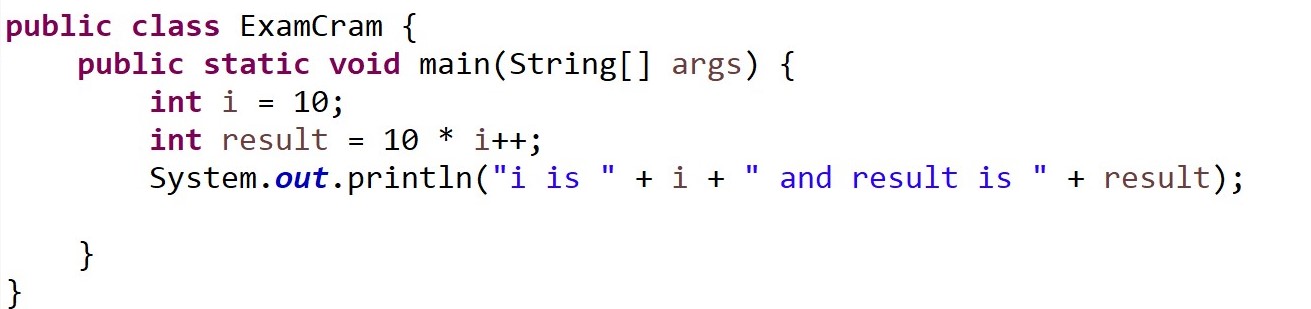 public class ExamCram {
    public static void main(String[] args) {
        int i = 10;
        int result = 10 * i++;
        System.out.println("i is " + i + " and result is " + result);
    }
}